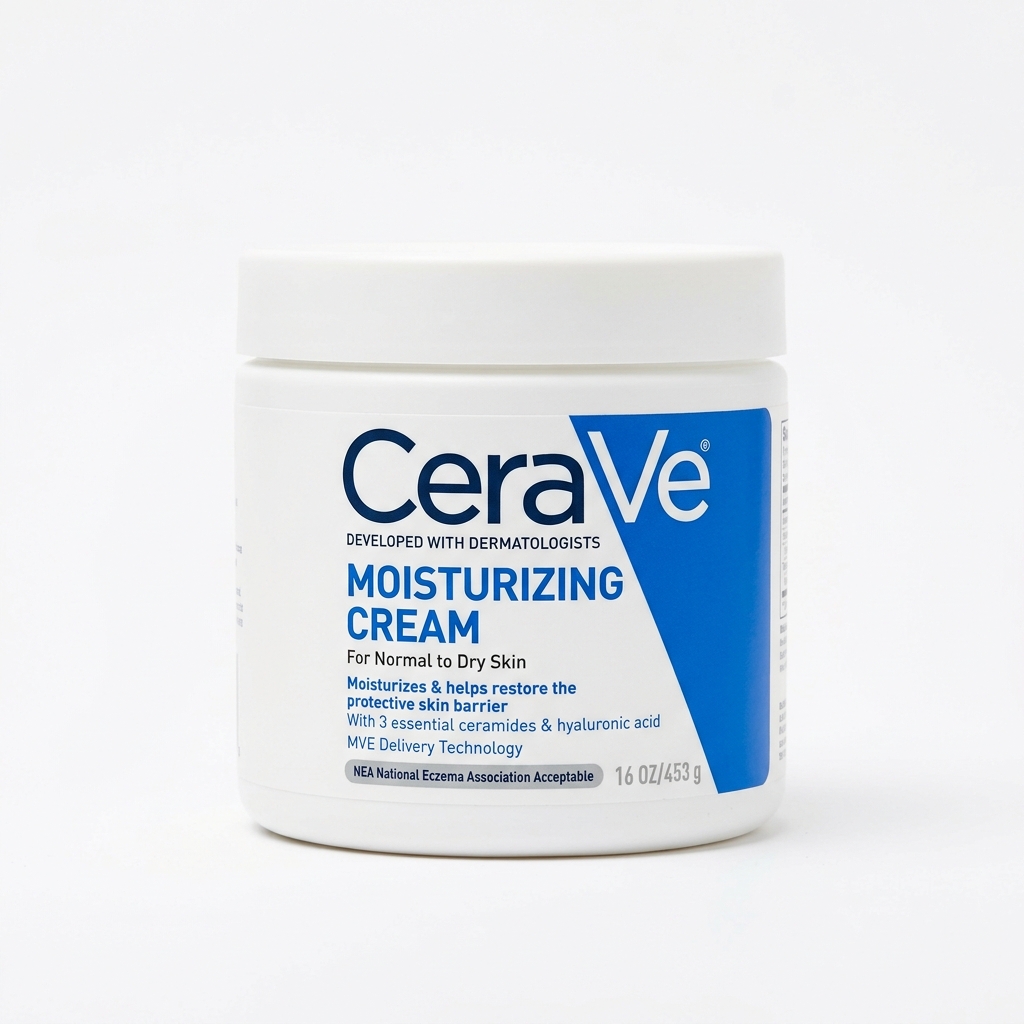 CeraVe®
DEVELOPED WITH DERMATOLOGISTS
MOISTURIZING
CREAM
For Normal to Dry Skin
Moisturizes & helps restore the
protective skin barrier
With 3 essential ceramides & hyaluronic acid
MVE Delivery Technology
NEA National Eczema Association Acceptable
16 OZ/453 g